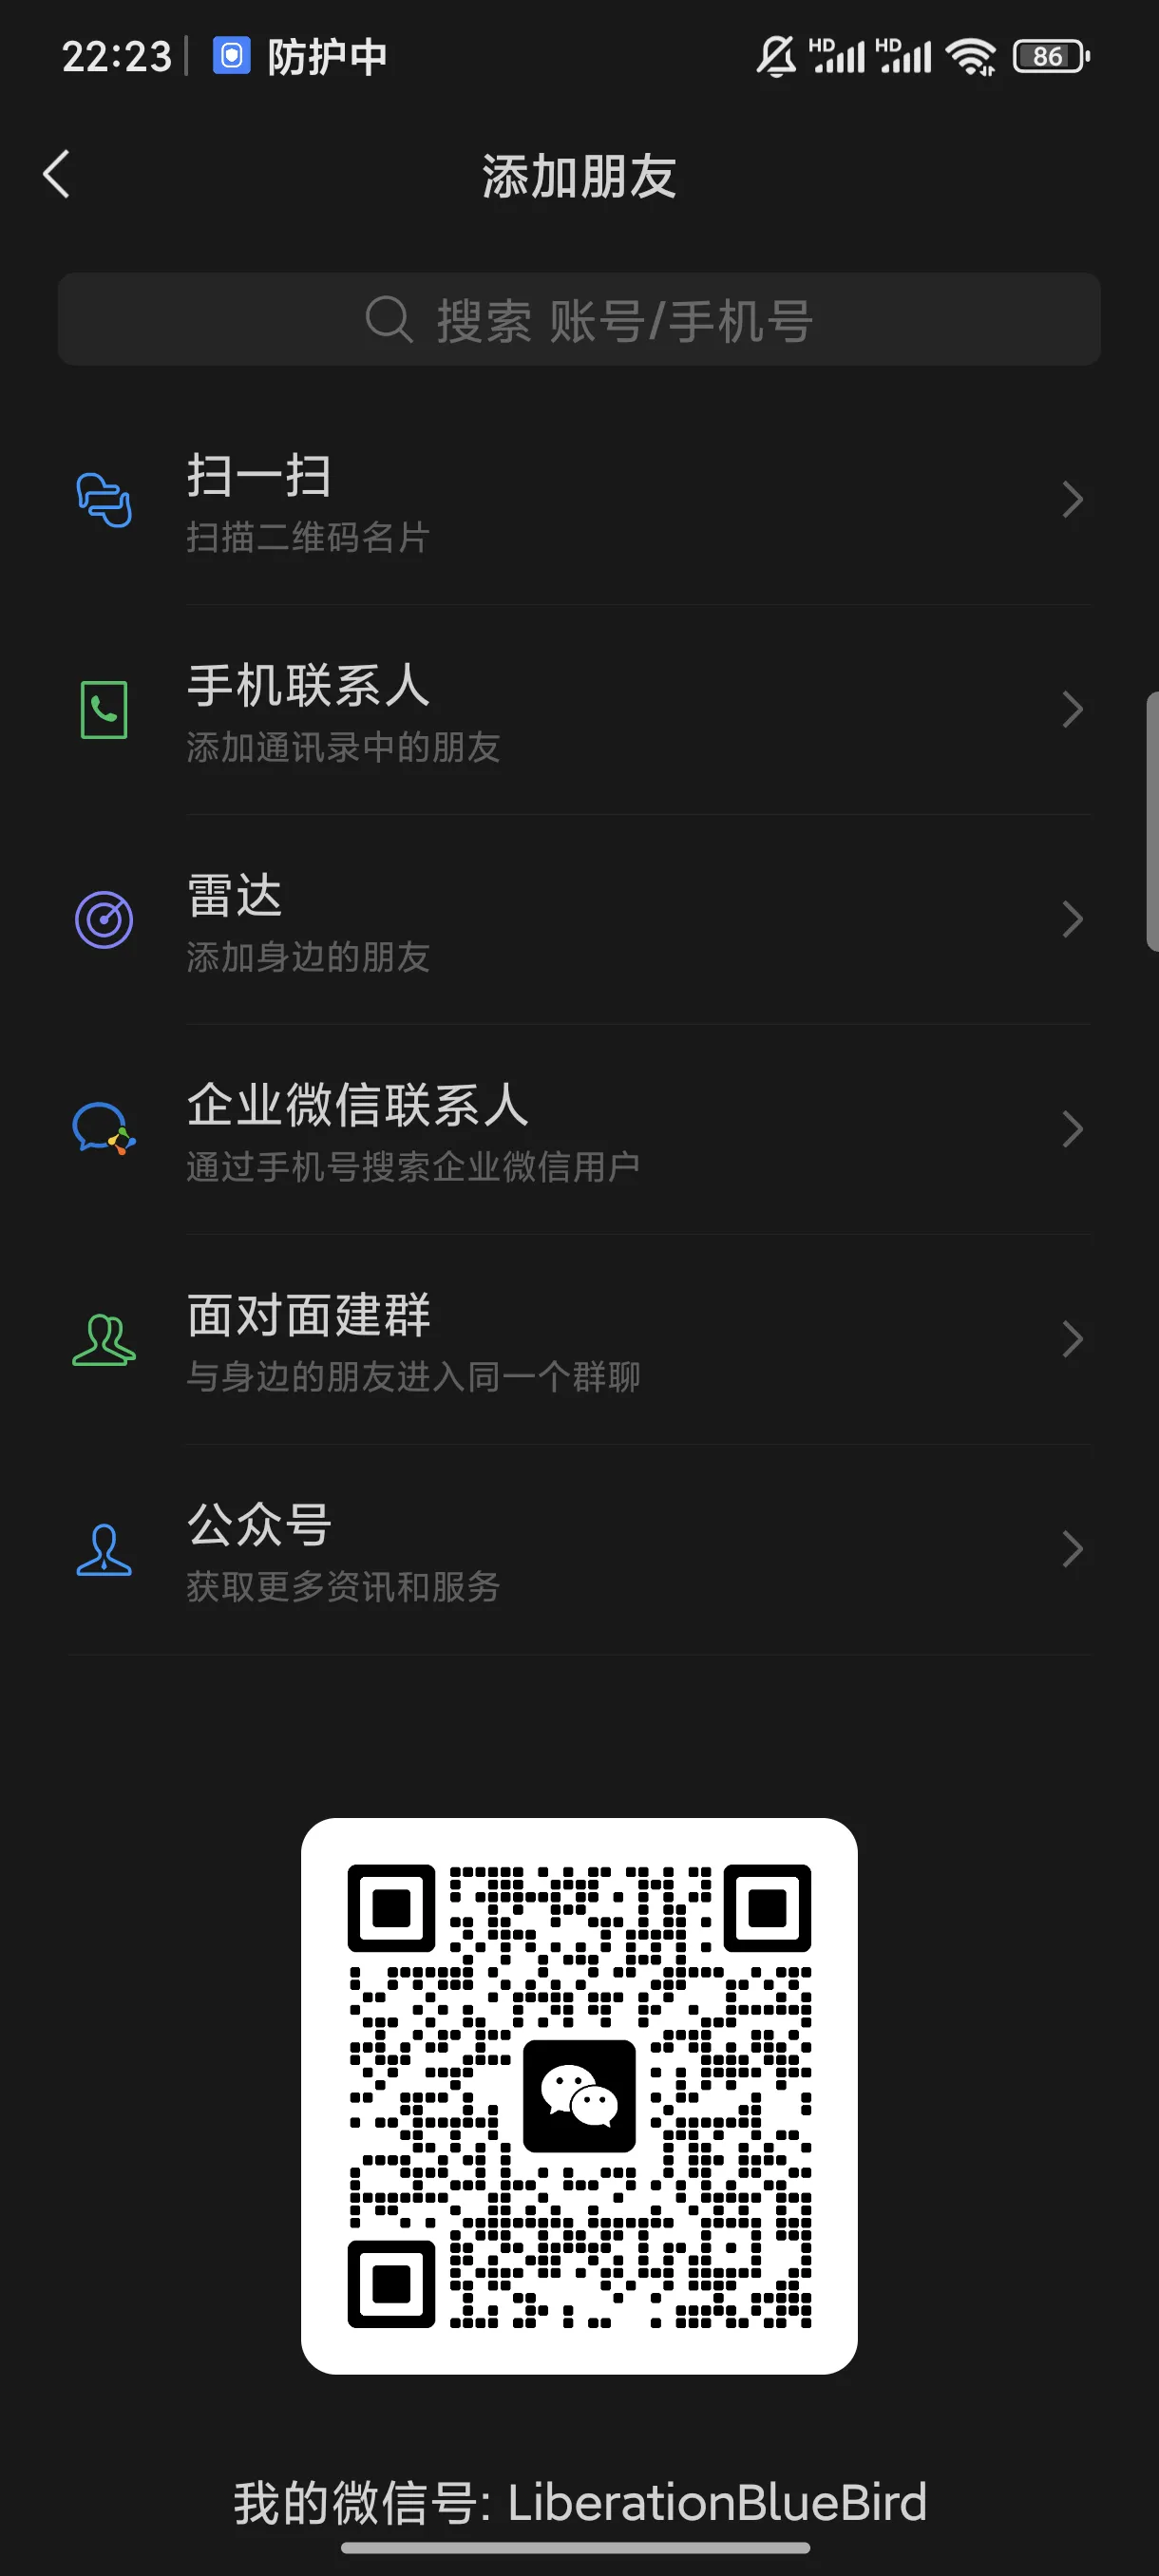 22:23 防护中 HD HD 86
添加朋友
搜索 账号/手机号
扫一扫
扫描二维码名片
手机联系人
添加通讯录中的朋友
雷达
添加身边的朋友
企业微信联系人
通过手机号搜索企业微信用户
面对面建群
与身边的朋友进入同一个群聊
公众号
获取更多资讯和服务
我的微信号: LiberationBlueBird